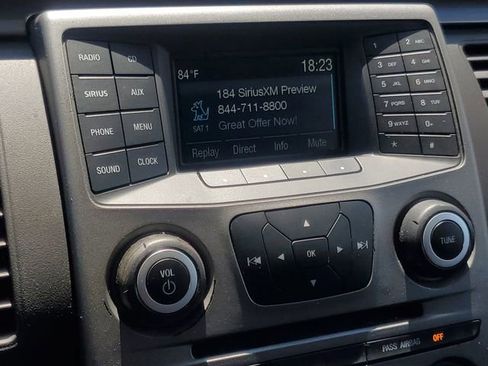 RADIO
CD
SIRIUS
AUX
PHONE
MENU
SOUND
CLOCK
84°F
18:23
184 SiriusXM Preview
844-711-8800
SAT 1
Great Offer Now!
Replay Direct Info Mute
1
2 ABC
3 DEF
4 GHI
5 JKL
6 MNO
7 PQRS
8 TUV
9 WXYZ
0
*
#
VOL
OK
TUNE
PASS AIRBAG OFF